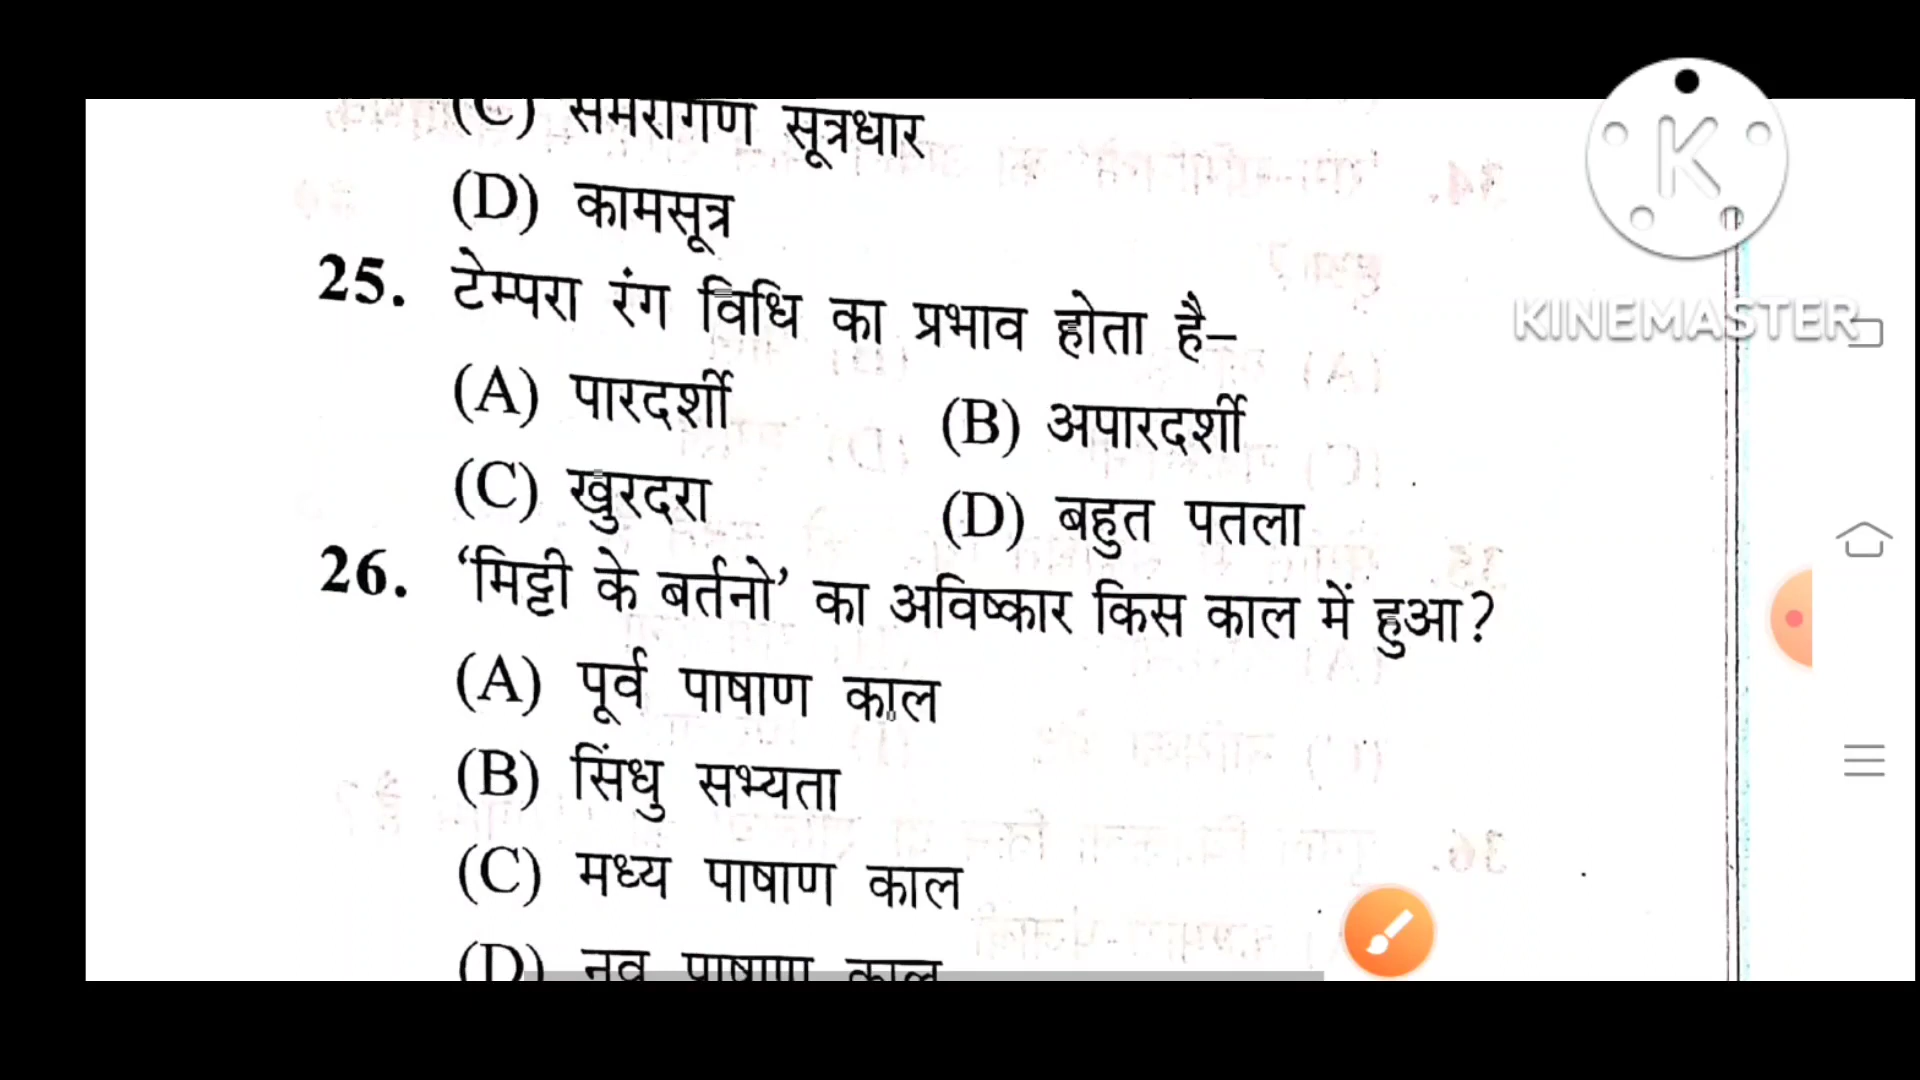 (C) समरांगण सूत्रधार
(D) कामसूत्र
25. टेम्परा रंग विधि का प्रभाव होता है–
(A) पारदर्शी (B) अपारदर्शी
(C) खुरदरा (D) बहुत पतला
26. ‘मिट्टी के बर्तनो’ का अविष्कार किस काल में हुआ?
(A) पूर्व पाषाण काल
(B) सिंधु सभ्यता
(C) मध्य पाषाण काल
(D) नव पाषाण काल
K
KINEMASTER